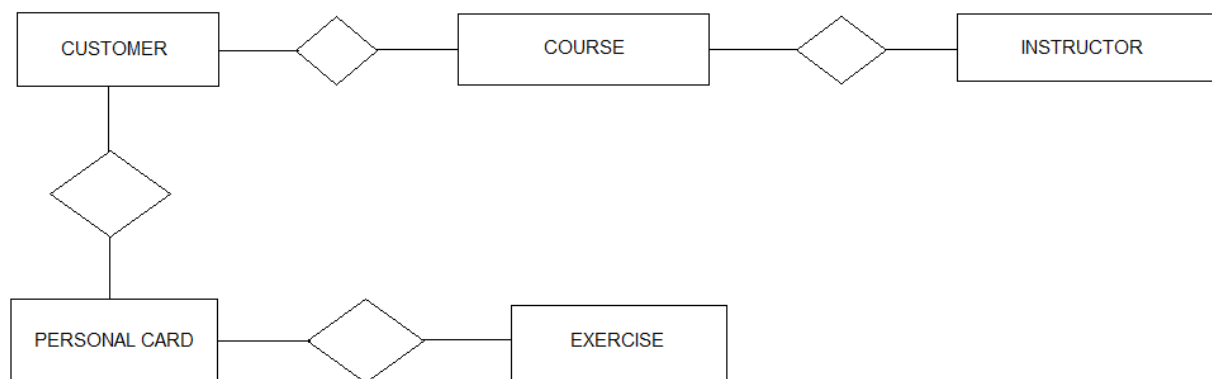 CUSTOMER
COURSE
INSTRUCTOR
PERSONAL CARD
EXERCISE